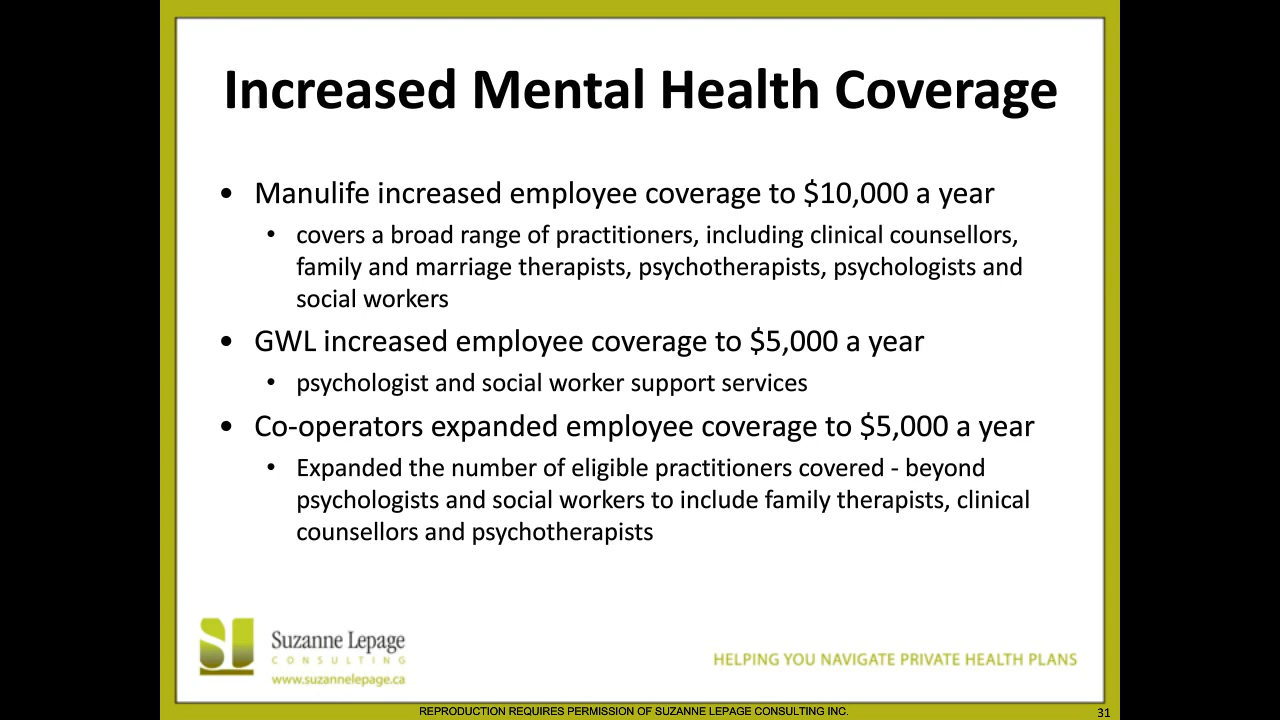 Increased Mental Health Coverage
• Manulife increased employee coverage to $10,000 a year
• covers a broad range of practitioners, including clinical counsellors,
family and marriage therapists, psychotherapists, psychologists and
social workers
• GWL increased employee coverage to $5,000 a year
• psychologist and social worker support services
• Co-operators expanded employee coverage to $5,000 a year
• Expanded the number of eligible practitioners covered - beyond
psychologists and social workers to include family therapists, clinical
counsellors and psychotherapists
SL
Suzanne Lepage
CONSULTING
www.suzannelepage.ca
HELPING YOU NAVIGATE PRIVATE HEALTH PLANS
REPRODUCTION REQUIRES PERMISSION OF SUZANNE LEPAGE CONSULTING INC.
31